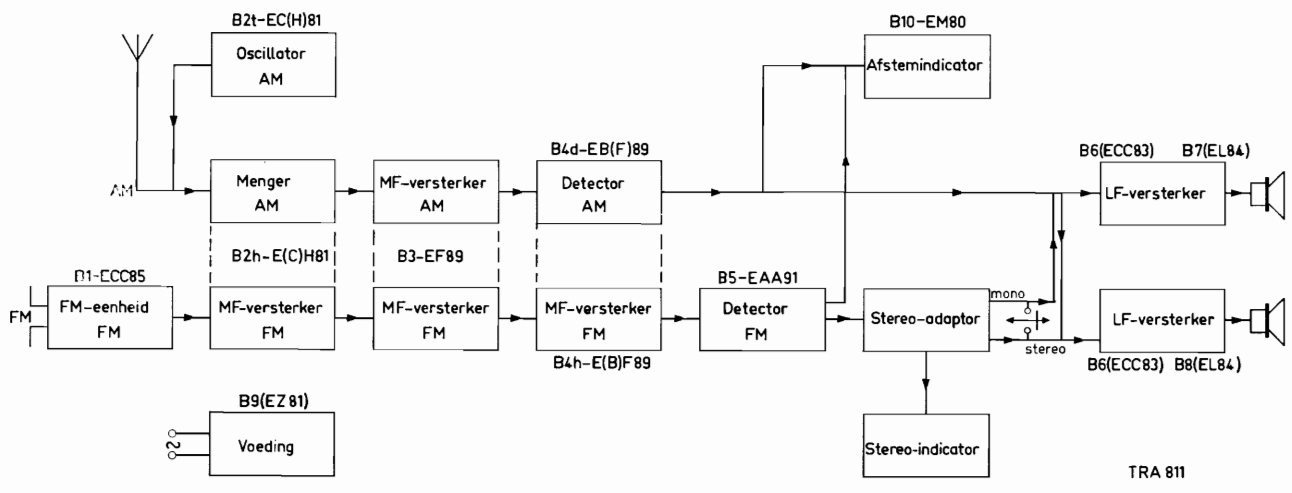 B2t-EC(H)81
Oscillator
AM
B10-EM80
Afstemindicator
AM
Menger
AM
MF-versterker
AM
B4d-EB(F)89
Detector
AM
B6(ECC83) B7(EL84)
LF-versterker
B2h-E(C)H81
B3-EF89
FM
B1-ECC85
FM-eenheid
FM
MF-versterker
FM
MF-versterker
FM
MF-versterker
FM
B4h-E(B)F89
B5-EAA91
Detector
FM
Stereo-adaptor
mono
stereo
LF-versterker
B6(ECC83) B8(EL84)
B9(EZ81)
Voeding
Stereo-indicator
TRA 811